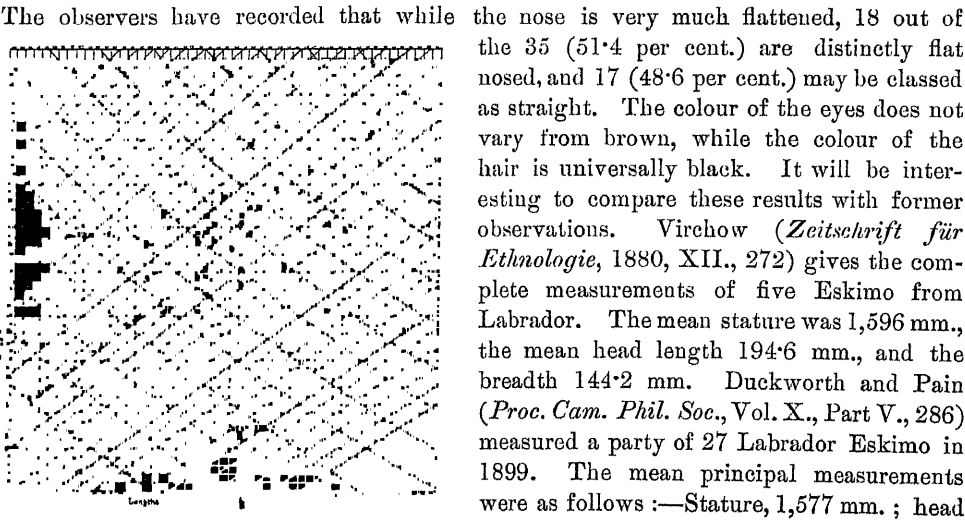 The observers have recorded that while the nose is very much flattened, 18 out of
the 35 (51·4 per cent.) are distinctly flat
nosed, and 17 (48·6 per cent.) may be classed
as straight. The colour of the eyes does not
vary from brown, while the colour of the
hair is universally black. It will be inter-
esting to compare these results with former
observations. Virchow (Zeitschrift für
Ethnologie, 1880, XII., 272) gives the com-
plete measurements of five Eskimo from
Labrador. The mean stature was 1,596 mm.,
the mean head length 194·6 mm., and the
breadth 144·2 mm. Duckworth and Pain
(Proc. Cam. Phil. Soc., Vol. X., Part V., 286)
measured a party of 27 Labrador Eskimo in
1899. The mean principal measurements
were as follows :—Stature, 1,577 mm. ; head
Lengths